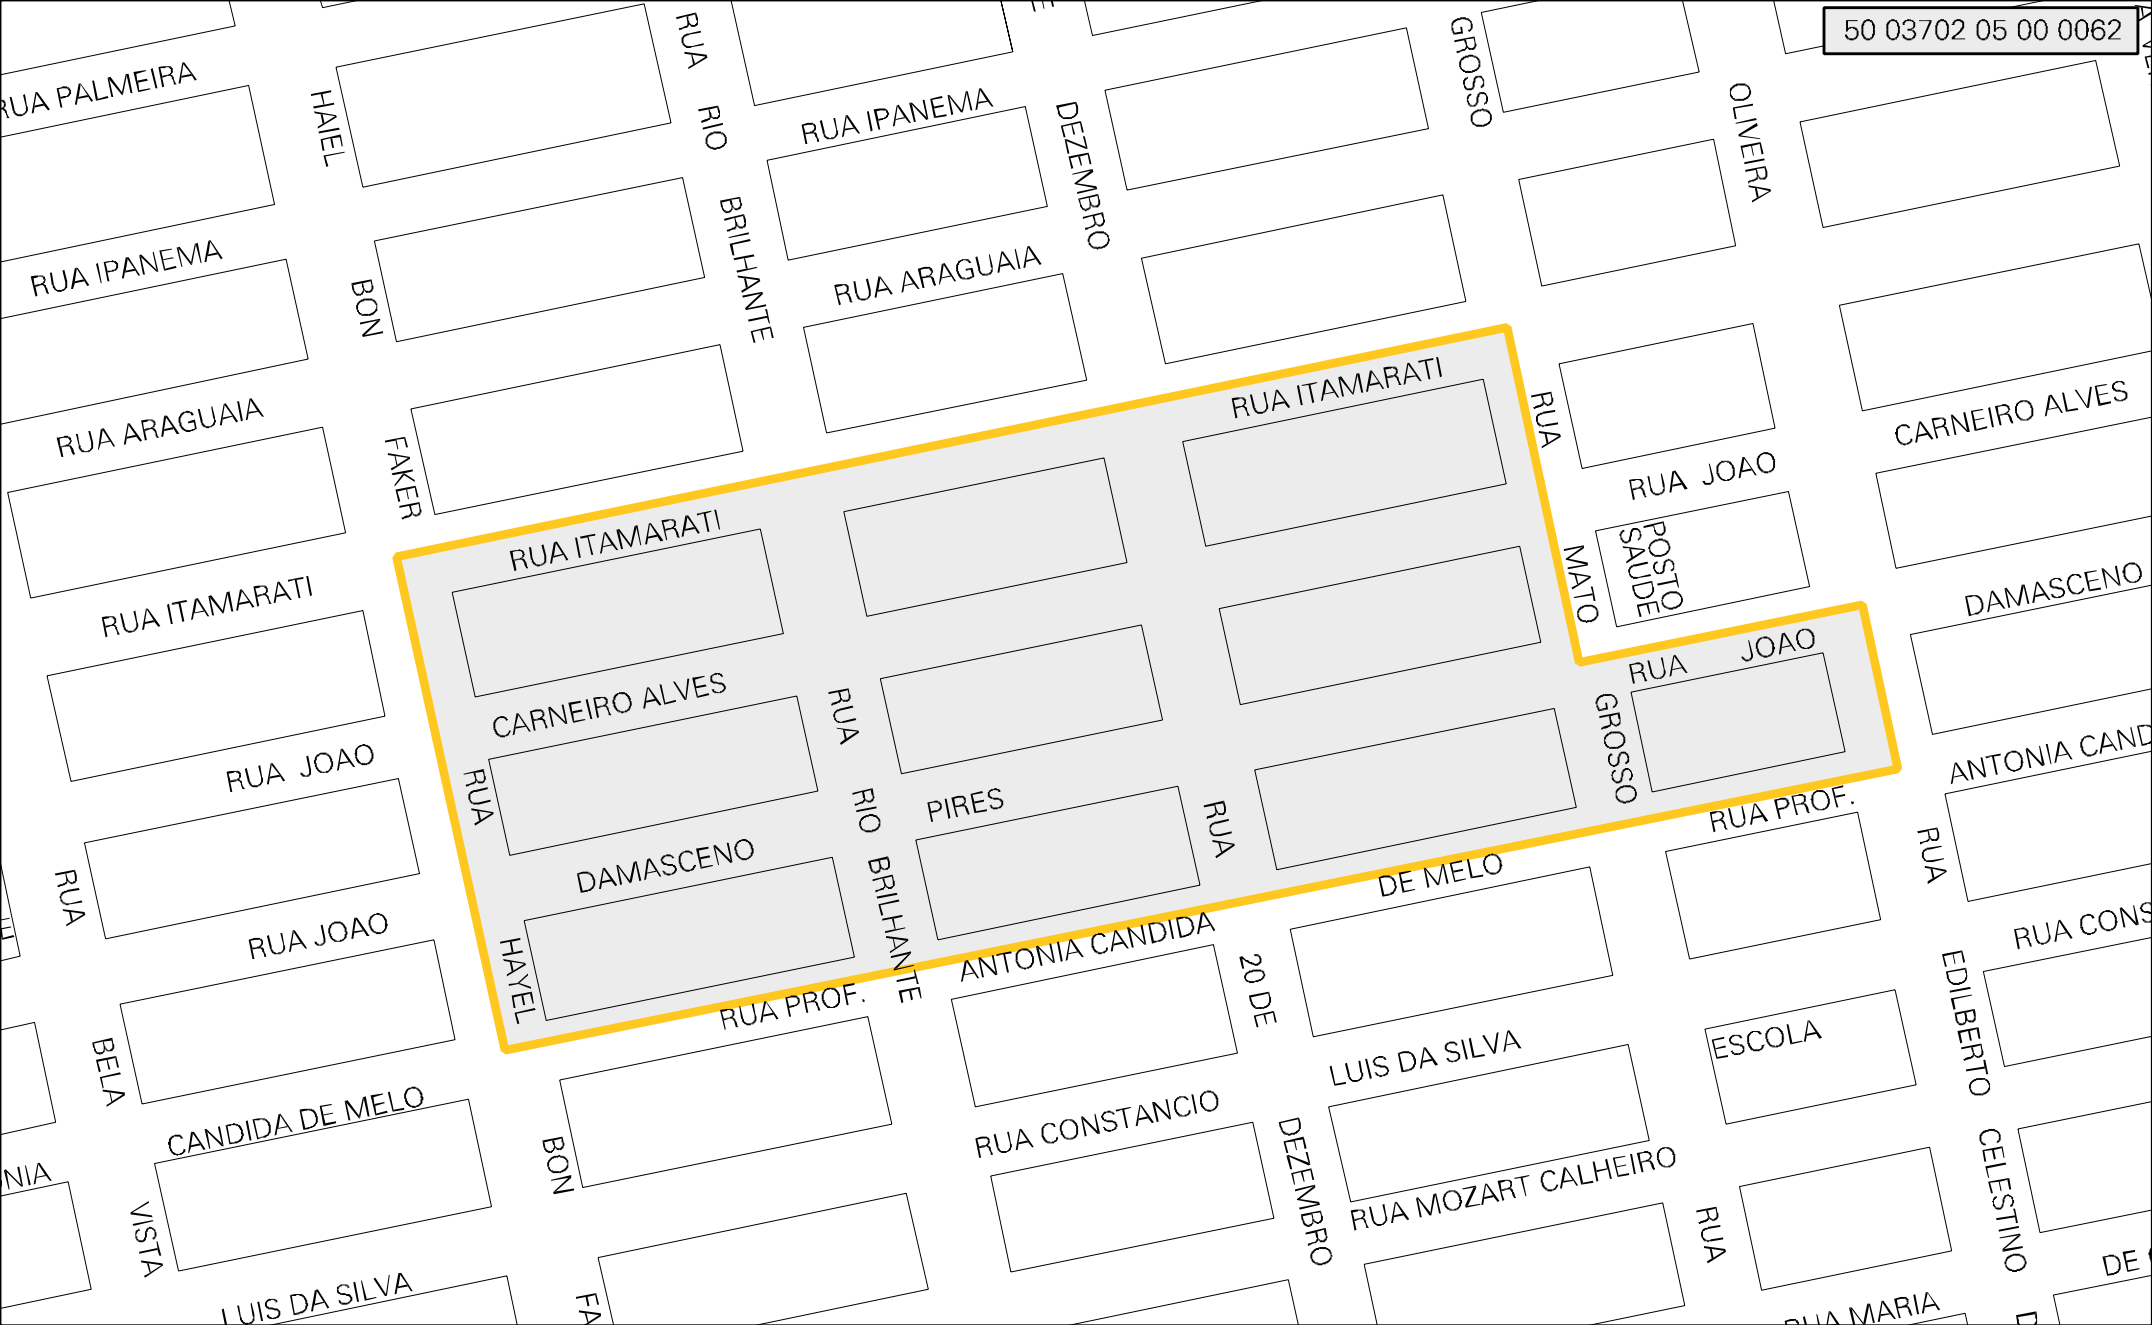 50 03702 05 00 0062
RUA PALMEIRA
HAIEL
RUA
RIO
RUA IPANEMA
DEZEMBRO
GROSSO
OLIVEIRA
RUA IPANEMA
BON
BRILHANTE
RUA ARAGUAIA
RUA ARAGUAIA
FAKER
RUA ITAMARATI
RUA
CARNEIRO ALVES
RUA JOAO
RUA ITAMARATI
RUA ITAMARATI
MATO
POSTO
SAUDE
DAMASCENO
RUA JOAO
CARNEIRO ALVES
RUA
GROSSO
ANTONIA CAND
RUA JOAO
RUA
RIO
PIRES
RUA
RUA PROF.
RUA
RUA
DAMASCENO
BRILHANTE
DE MELO
RUA JOAO
HAYEL
ANTONIA CANDIDA
RUA CONS
RUA PROF.
20 DE
EDILBERTO
BELA
LUIS DA SILVA
ESCOLA
CANDIDA DE MELO
BON
RUA CONSTANCIO
DEZEMBRO
CELESTINO
NIA
VISTA
RUA MOZART CALHEIRO
RUA
LUIS DA SILVA
FA
DE
RUA MARIA